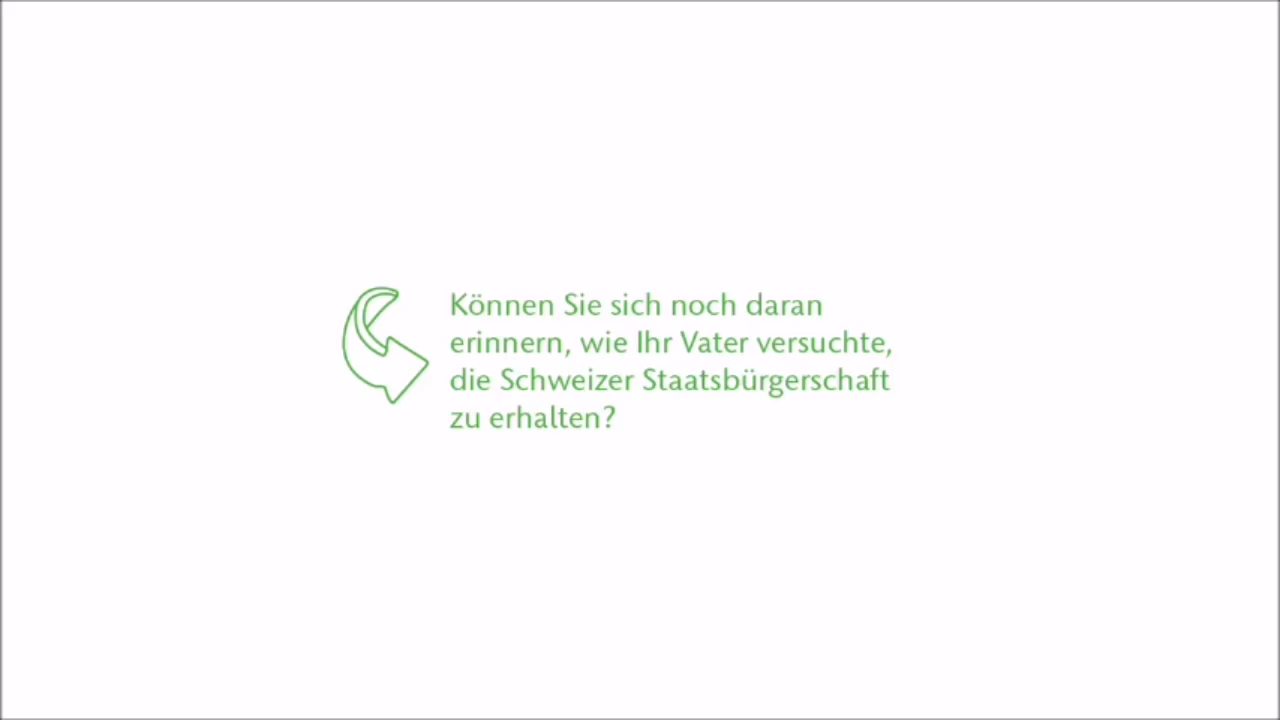 Können Sie sich noch daran
erinnern, wie Ihr Vater versuchte,
die Schweizer Staatsbürgerschaft
zu erhalten?